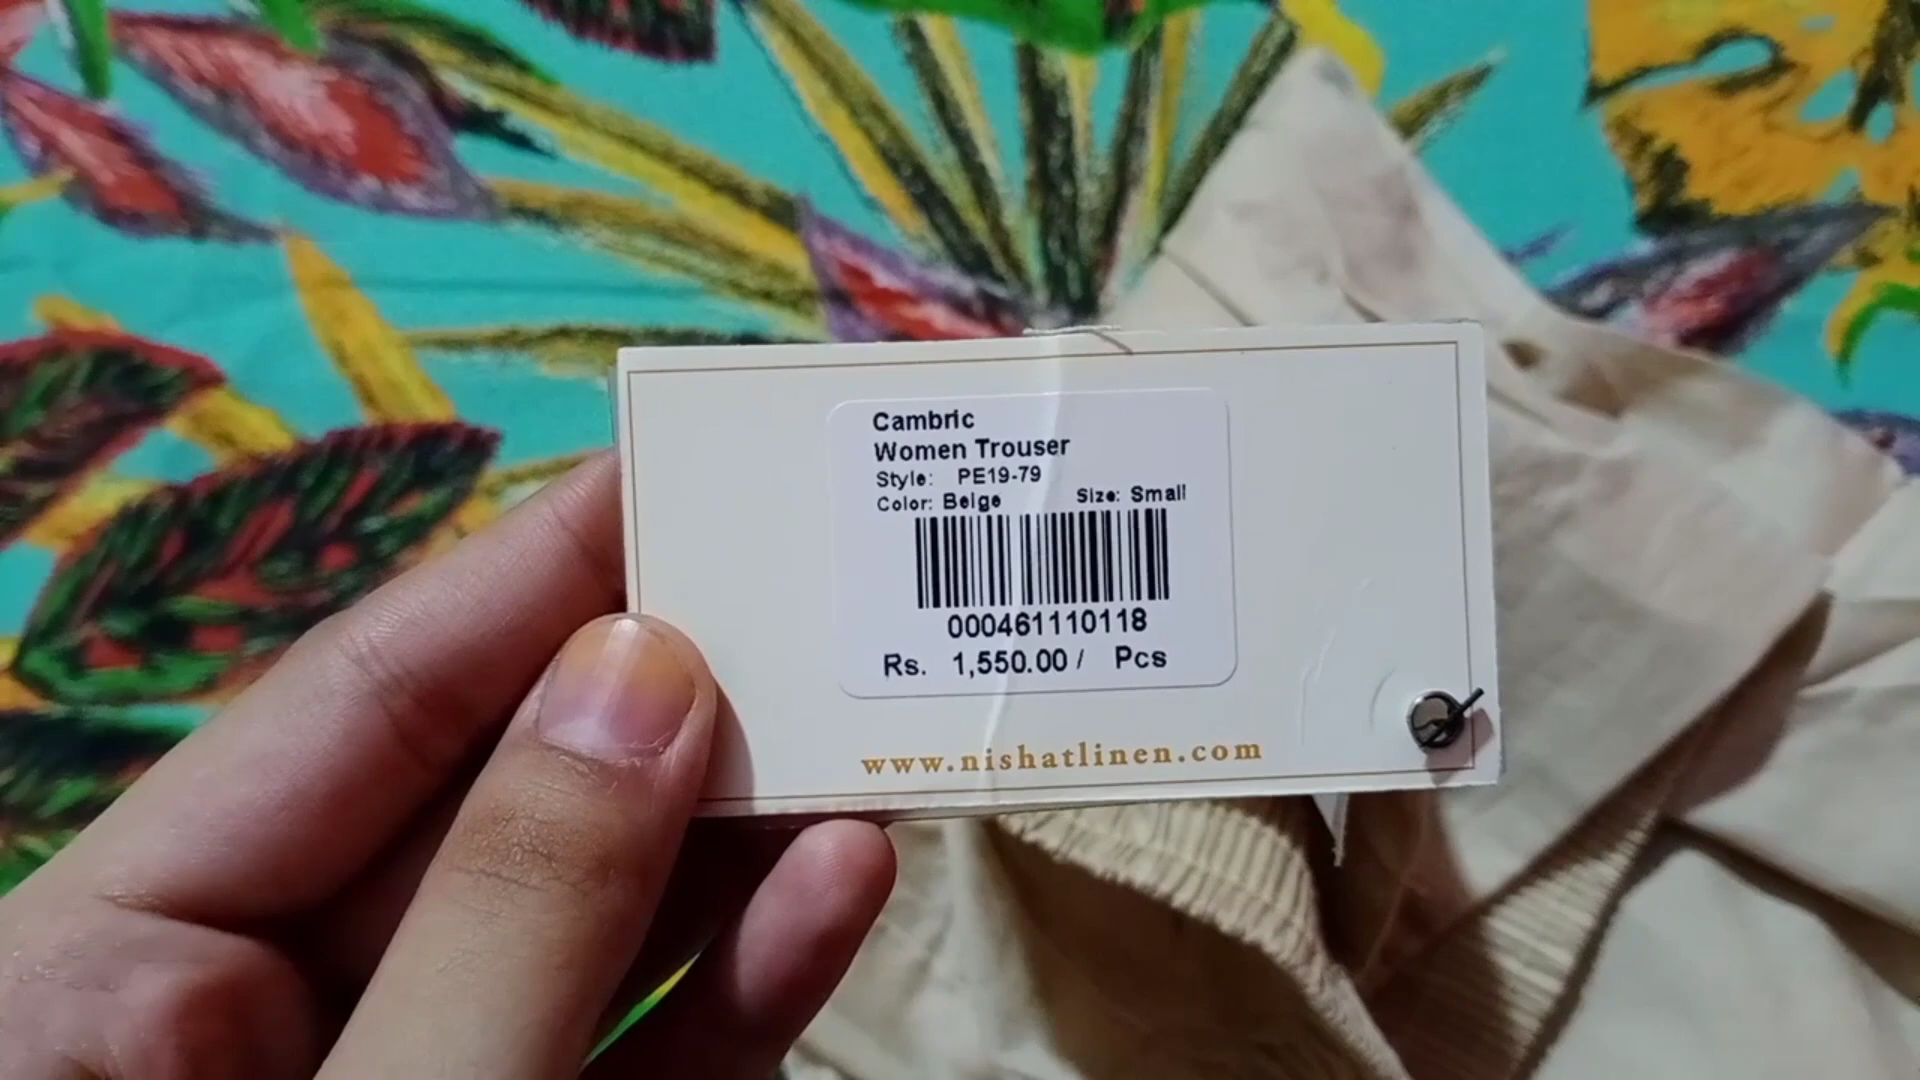 Cambric
Women Trouser
Style: PE19-79
Color: Beige Size: Small
000461110118
Rs. 1,550.00 / Pcs
www.nishatlinen.com